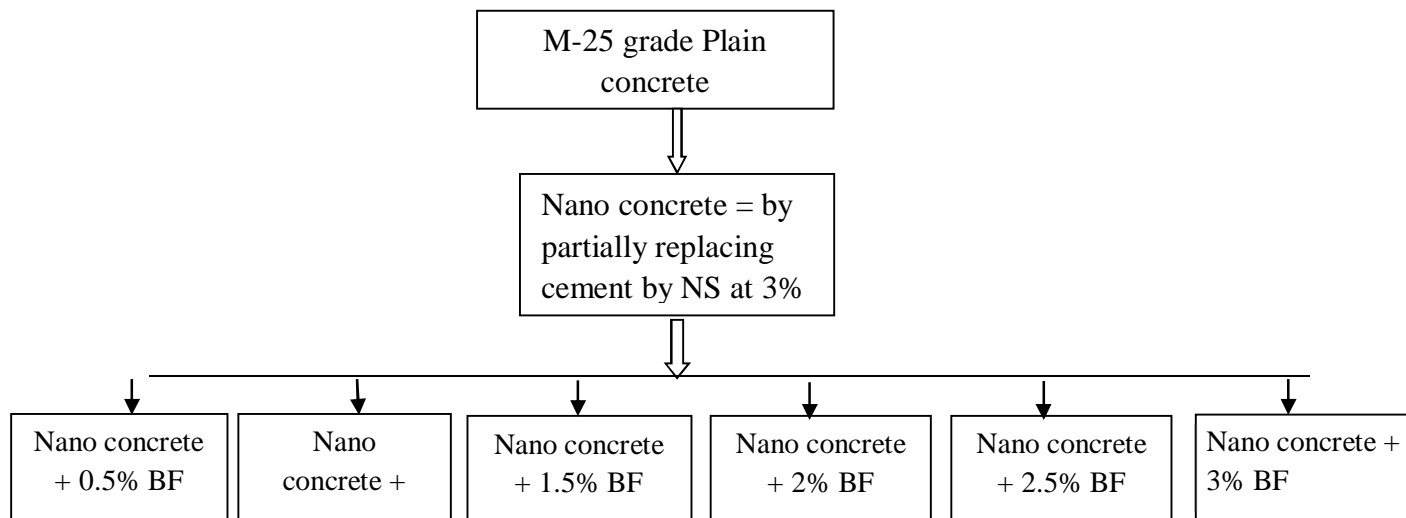 M-25 grade Plain
concrete
Nano concrete = by
partially replacing
cement by NS at 3%
Nano concrete
+ 0.5% BF
Nano
concrete +
Nano concrete
+ 1.5% BF
Nano concrete
+ 2% BF
Nano concrete
+ 2.5% BF
Nano concrete +
3% BF